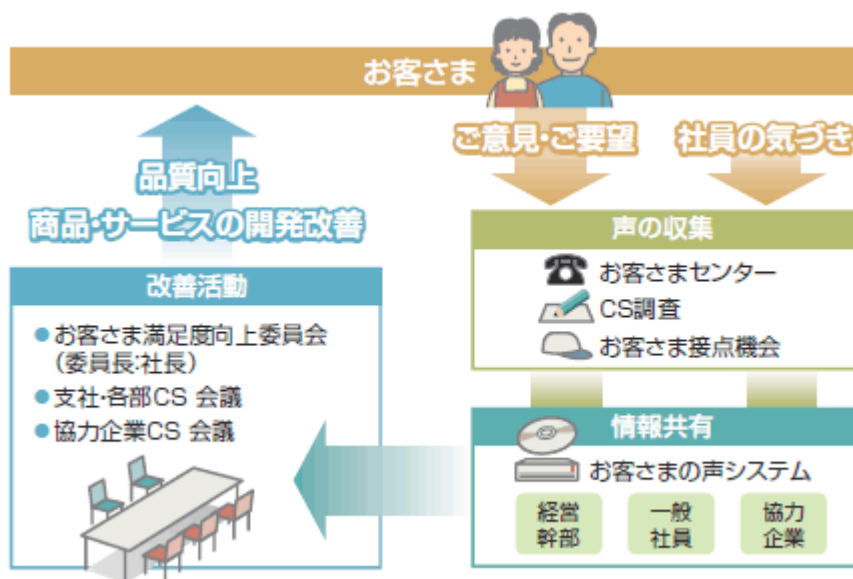 お客さま
ご意見・ご要望
社員の気づき
品質向上
商品・サービスの開発改善
声の収集
お客さまセンター
CS調査
お客さま接点機会
情報共有
お客さまの声システム
経営
幹部
一般
社員
協力
企業
改善活動
●お客さま満足度向上委員会
（委員長:社長）
●支社・各部CS 会議
●協力企業CS 会議